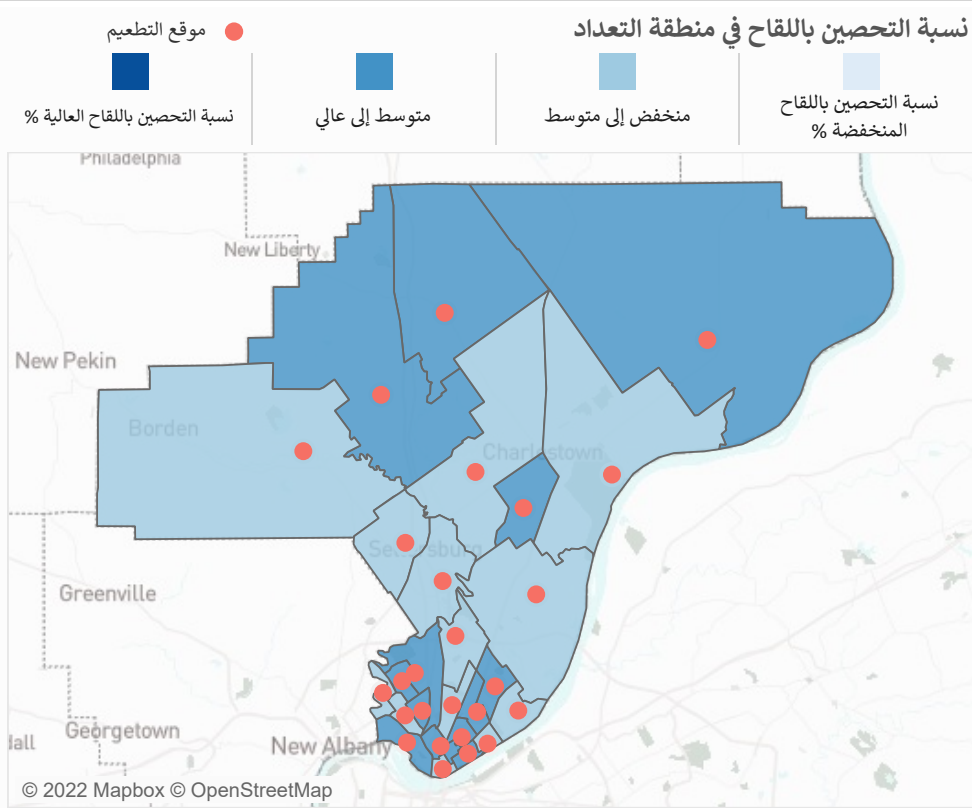 نسبة التحصين باللقاح في منطقة التعداد
موقع التطعيم
نسبة التحصين باللقاح
المنخفضة %
منخفض إلى متوسط
متوسط إلى عالي
نسبة التحصين باللقاح العالية %
Philadelphia
New Liberty
New Pekin
Borden
Charlestown
Sellersburg
Greenville
Georgetown
New Albany
© 2022 Mapbox © OpenStreetMap